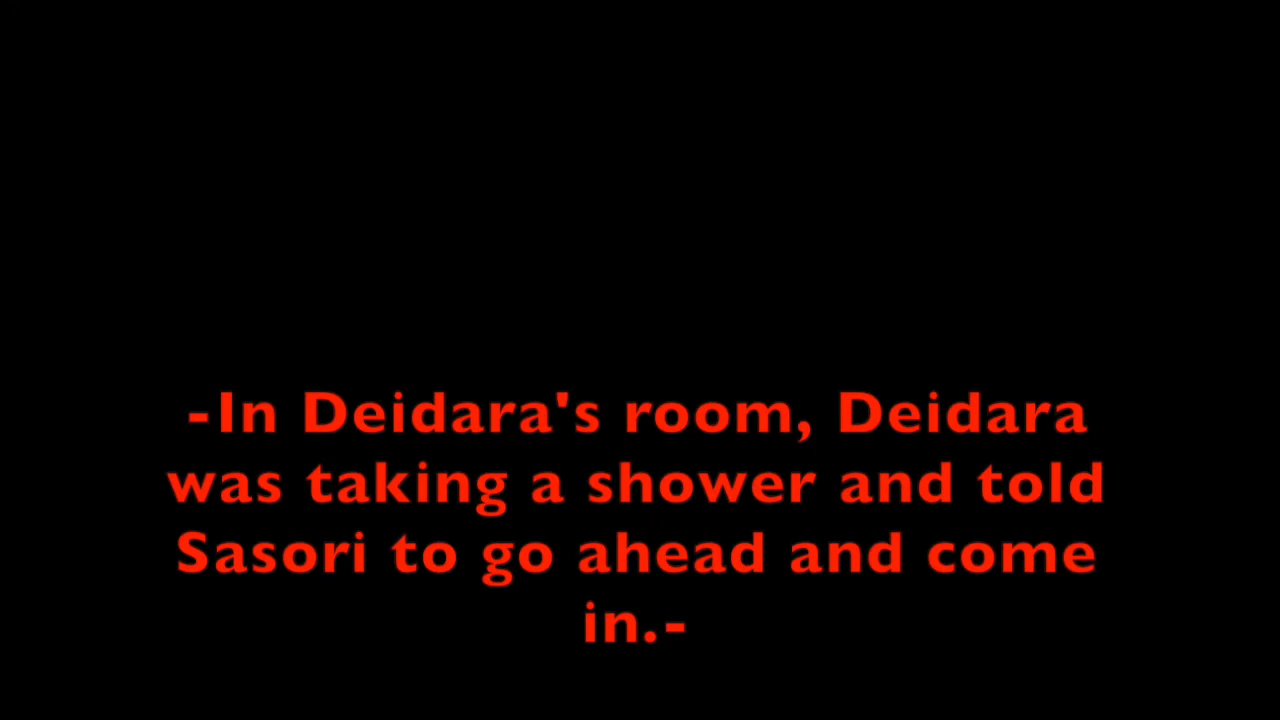 -In Deidara's room, Deidara
was taking a shower and told
Sasori to go ahead and come
in.-